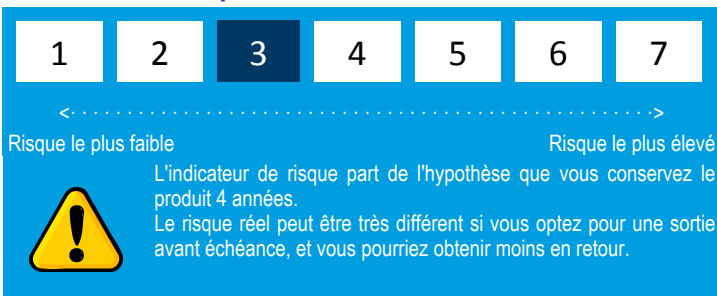 1 2 3 4 5 6 7
<· · · · · · · · · · · · · · · · · · · · · · · · · · · · · · · · · · · · · · · · · · · · · · · · · · · · · ·>
Risque le plus faible Risque le plus élevé
L'indicateur de risque part de l'hypothèse que vous conservez le
produit 4 années.
Le risque réel peut être très différent si vous optez pour une sortie
avant échéance, et vous pourriez obtenir moins en retour.